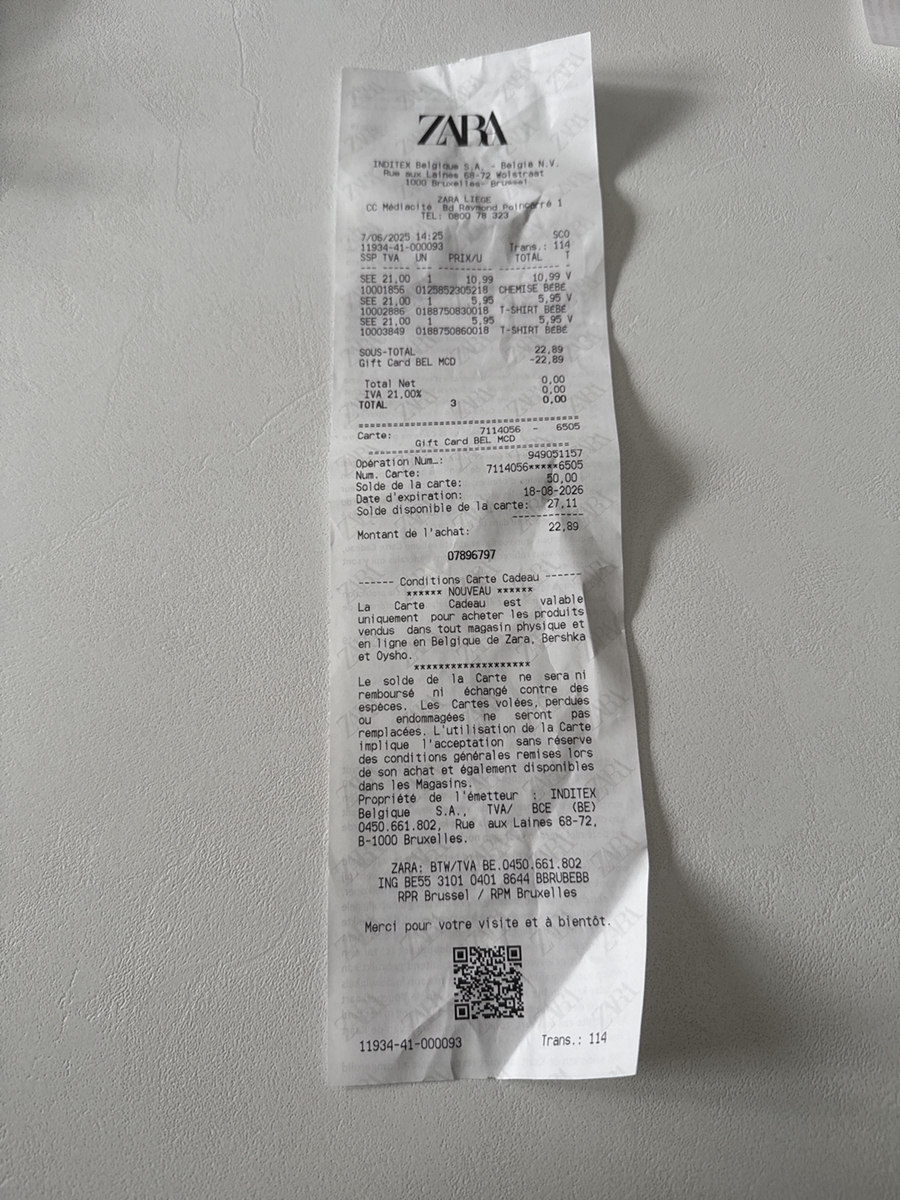 ZARA
INDITEX Belgique S.A. - België N.V.
Rue aux Laines 68-72 Wolstraat
1000 Bruxelles- Brussel
ZARA LIEGE
CC Médiacité Bd Raymond Poincarré 1
TEL: 0800 78 323
7/06/2025 14:25 SCO
11934-41-000093 Trans.: 114
SSP TVA UN PRIX/U TOTAL T
SEE 21,00 1 10,99 10,99 V
10001856 0125852305218 CHEMISE BEBE
SEE 21,00 1 5,95 5,95 V
10002886 0188750830018 T-SHIRT BEBE
SEE 21,00 1 5,95 5,95 V
10003849 0188750860018 T-SHIRT BEBE
SOUS-TOTAL 22,89
Gift Card BEL MCD -22,89
Total Net 0,00
IVA 21,00% 0,00
TOTAL 3 0,00
Carte: 7114056 - 6505
Gift Card BEL MCD
Opération Num.: 949051157
Num. Carte: 7114056*****6505
Solde de la carte: 50,00
Date d'expiration: 18-08-2026
Solde disponible de la carte: 27,11
Montant de l'achat: 22,89
07896797
------ Conditions Carte Cadeau ------
****** NOUVEAU ******
La Carte Cadeau est valable
uniquement pour acheter les produits
vendus dans tout magasin physique et
en ligne en Belgique de Zara, Bershka
et Oysho.
********************
Le solde de la Carte ne sera ni
remboursé ni échangé contre des
espèces. Les Cartes volées, perdues
ou endommagées ne seront pas
remplacées. L'utilisation de la Carte
implique l'acceptation sans réserve
des conditions générales remises lors
de son achat et également disponibles
dans les Magasins.
Propriété de l'émetteur : INDITEX
Belgique S.A., TVA/ BCE (BE)
0450.661.802, Rue aux Laines 68-72,
B-1000 Bruxelles.
ZARA: BTW/TVA BE.0450.661.802
ING BE55 3101 0401 8644 BBRUBEBB
RPR Brussel / RPM Bruxelles
Merci pour votre visite et à bientôt.
11934-41-000093 Trans.: 114